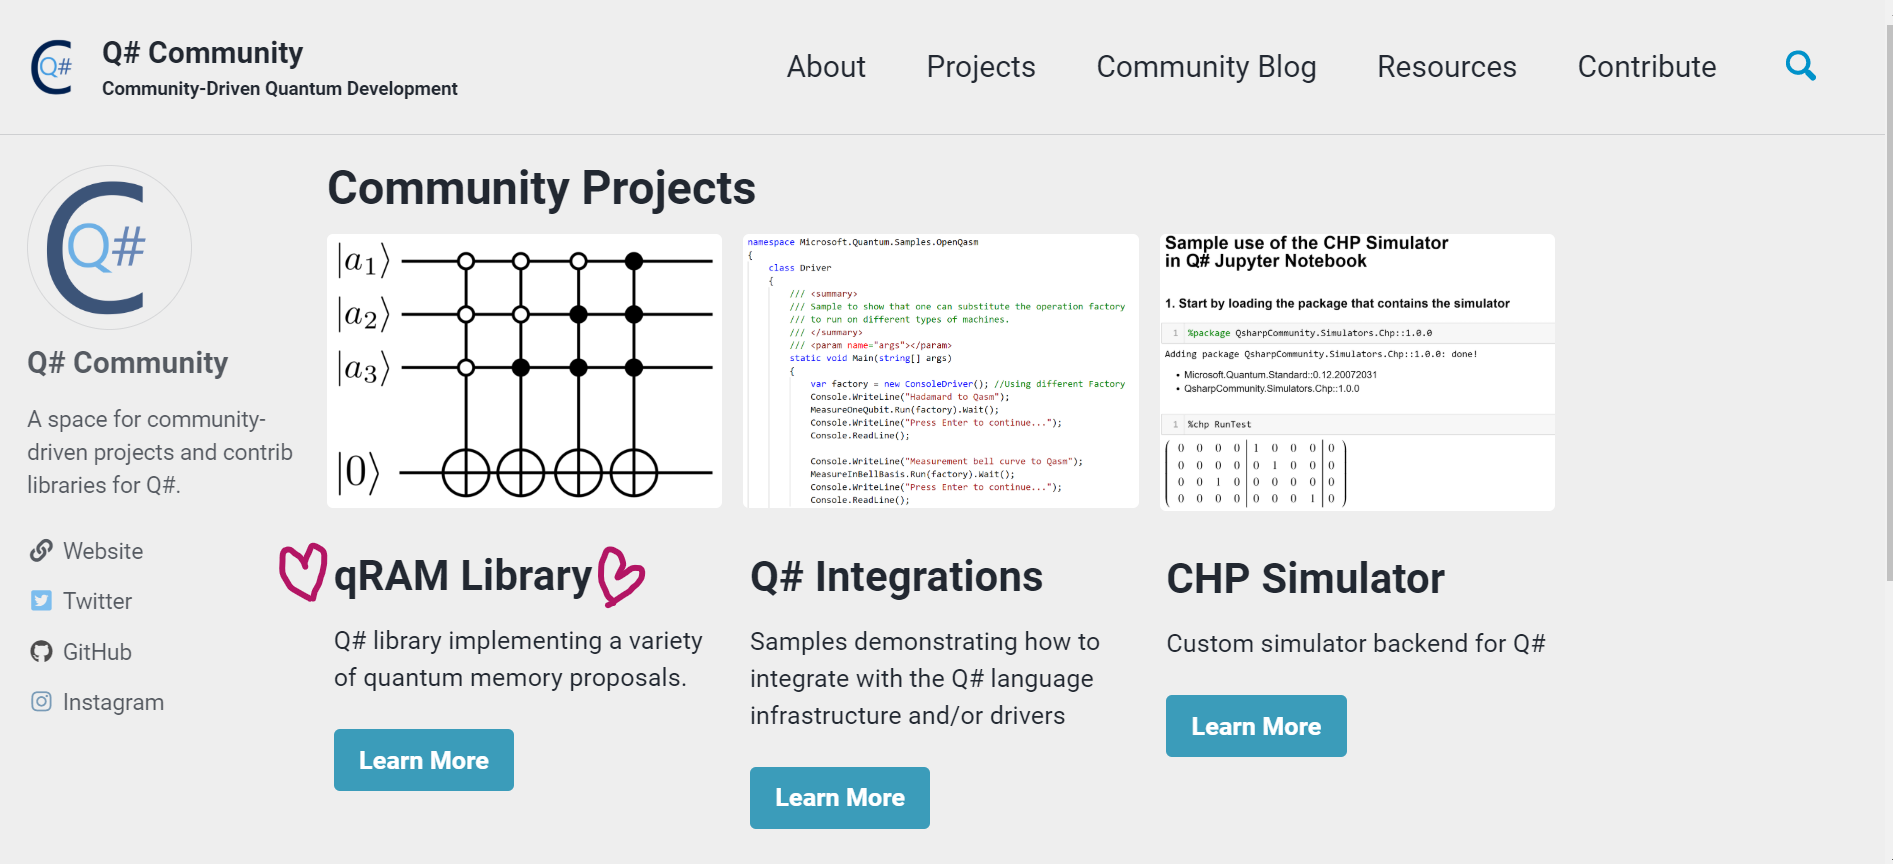 Q# Community
Community-Driven Quantum Development
About Projects Community Blog Resources Contribute
Q#
Q#
Q# Community
A space for community-
driven projects and contrib
libraries for Q#.
Website
Twitter
GitHub
Instagram
Community Projects
|a₁⟩
|a₂⟩
|a₃⟩
|0⟩
qRAM Library
Q# library implementing a variety
of quantum memory proposals.
Learn More
namespace Microsoft.Quantum.Samples.OpenQasm
{
class Driver
{
/// <summary>
/// Sample to show that one can substitute the operation factory
/// to run on different types of machines.
/// </summary>
/// <param name="args"></param>
static void Main(string[] args)
{
var factory = new ConsoleDriver(); //Using different Factory
Console.WriteLine("Hadamard to Qasm");
MeasureOneQubit.Run(factory).Wait();
Console.WriteLine("Press Enter to continue...");
Console.ReadLine();
Console.WriteLine("Measurement bell curve to Qasm");
MeasureInBellBasis.Run(factory).Wait();
Console.WriteLine("Press Enter to continue...");
Console.ReadLine();
Q# Integrations
Samples demonstrating how to
integrate with the Q# language
infrastructure and/or drivers
Learn More
Sample use of the CHP Simulator
in Q# Jupyter Notebook
1. Start by loading the package that contains the simulator
1 %package QsharpCommunity.Simulators.Chp::1.0.0
Adding package QsharpCommunity.Simulators.Chp::1.0.0: done!
• Microsoft.Quantum.Standard::0.12.20072031
• QsharpCommunity.Simulators.Chp::1.0.0
1 %chp RunTest
0 0 0 0 1 0 0 0 0
0 0 0 0 0 1 0 0 0
0 0 1 0 0 0 0 0 0
0 0 0 0 0 0 0 1 0
CHP Simulator
Custom simulator backend for Q#
Learn More